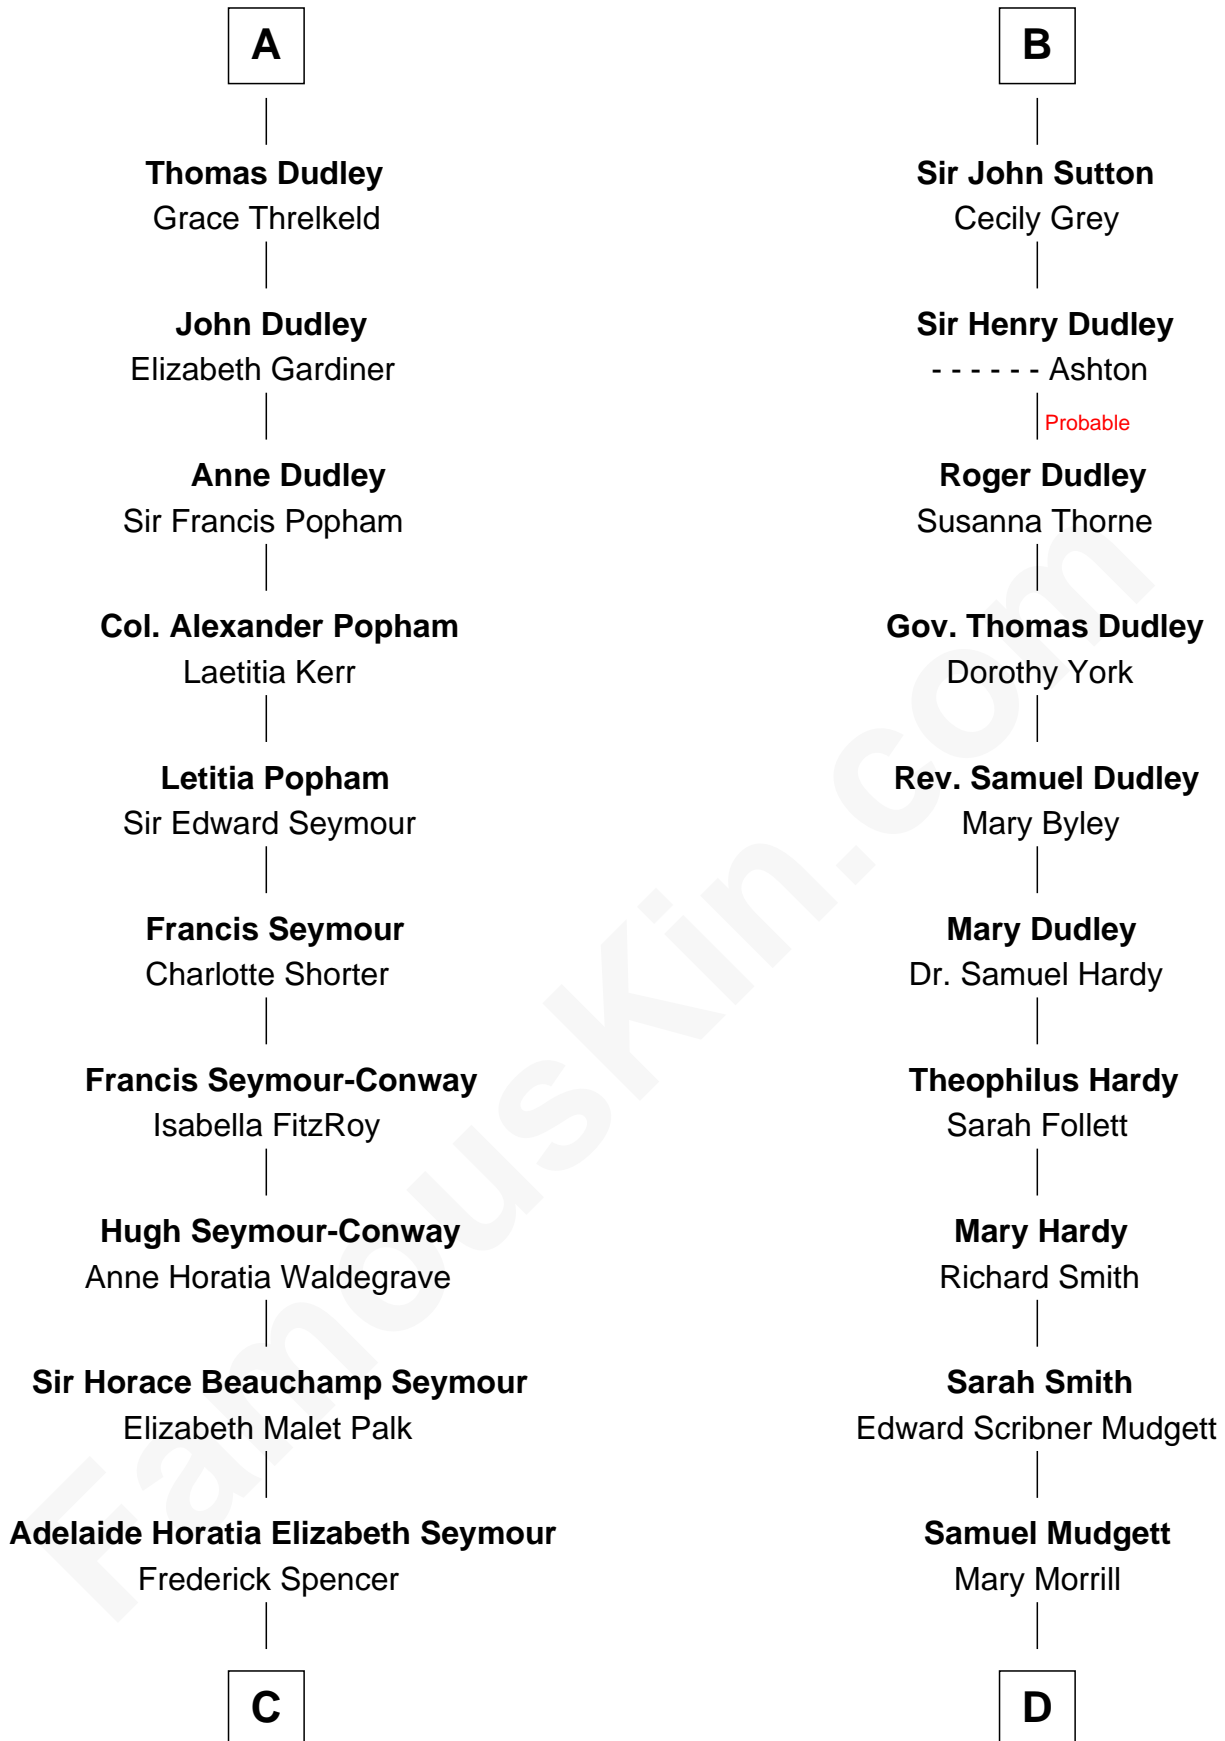 A
Thomas Dudley
Grace Threlkeld
John Dudley
Elizabeth Gardiner
Anne Dudley
Sir Francis Popham
Col. Alexander Popham
Laetitia Kerr
Letitia Popham
Sir Edward Seymour
Francis Seymour
Charlotte Shorter
Francis Seymour-Conway
Isabella FitzRoy
Hugh Seymour-Conway
Anne Horatia Waldegrave
Sir Horace Beauchamp Seymour
Elizabeth Malet Palk
Adelaide Horatia Elizabeth Seymour
Frederick Spencer
C
B
Sir John Sutton
Cecily Grey
Sir Henry Dudley
- - - - - - Ashton
Probable
Roger Dudley
Susanna Thorne
Gov. Thomas Dudley
Dorothy York
Rev. Samuel Dudley
Mary Byley
Mary Dudley
Dr. Samuel Hardy
Theophilus Hardy
Sarah Follett
Mary Hardy
Richard Smith
Sarah Smith
Edward Scribner Mudgett
Samuel Mudgett
Mary Morrill
D
FamousKin.com